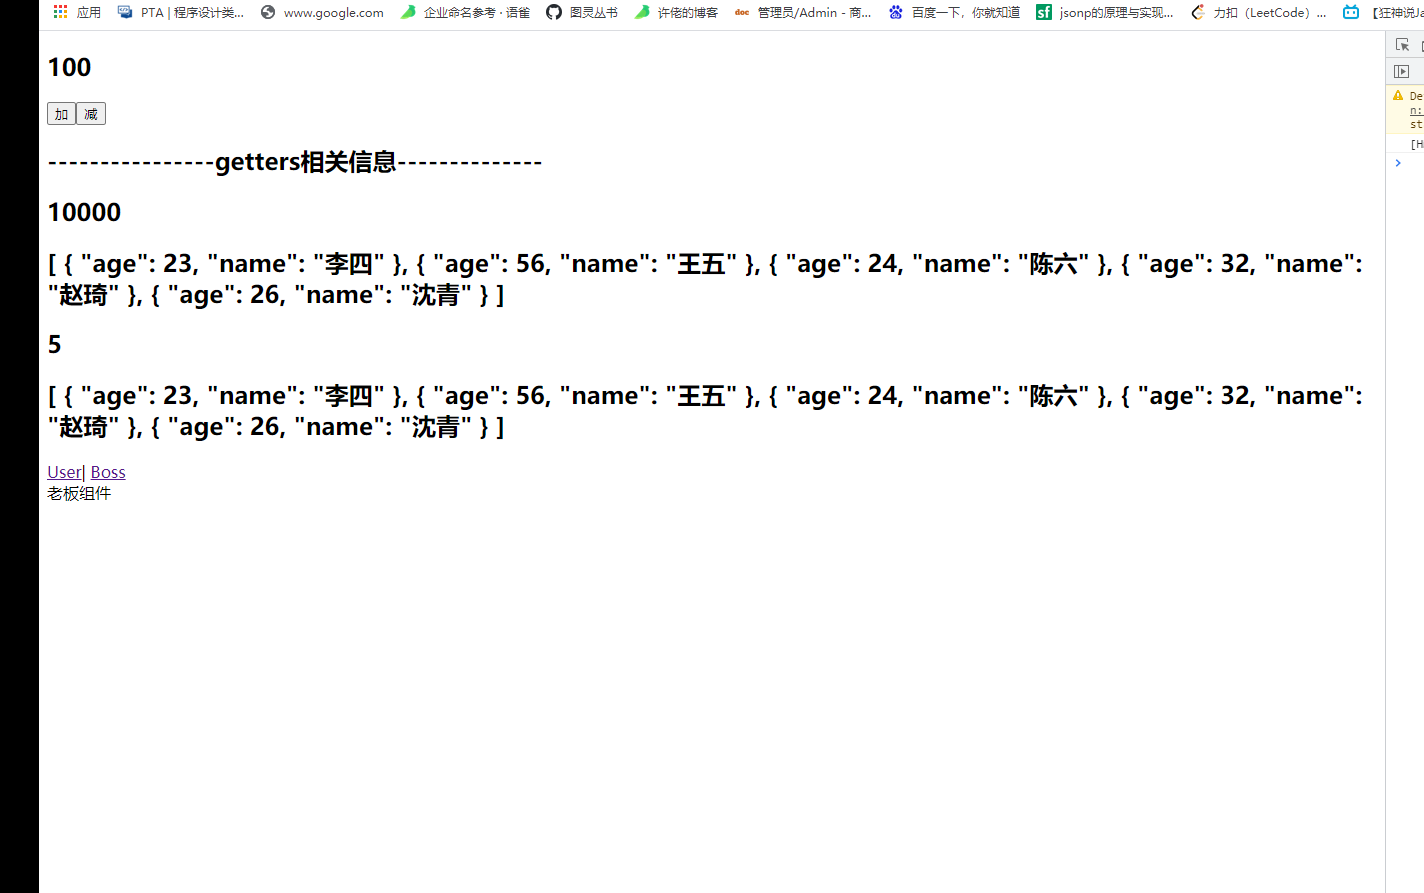 应用 PTA | 程序设计类... www.google.com 企业命名参考 · 语雀 图灵丛书 许佬的博客 doc 管理员/Admin - 商... 百度一下，你就知道 sf jsonp的原理与实现... 力扣（LeetCode）... 【狂神说Ja
100
加 减
De
n:
st
----------------getters相关信息--------------
[H
10000
[ { "age": 23, "name": "李四" }, { "age": 56, "name": "王五" }, { "age": 24, "name": "陈六" }, { "age": 32, "name":
"赵琦" }, { "age": 26, "name": "沈青" } ]
5
[ { "age": 23, "name": "李四" }, { "age": 56, "name": "王五" }, { "age": 24, "name": "陈六" }, { "age": 32, "name":
"赵琦" }, { "age": 26, "name": "沈青" } ]
User| Boss
老板组件